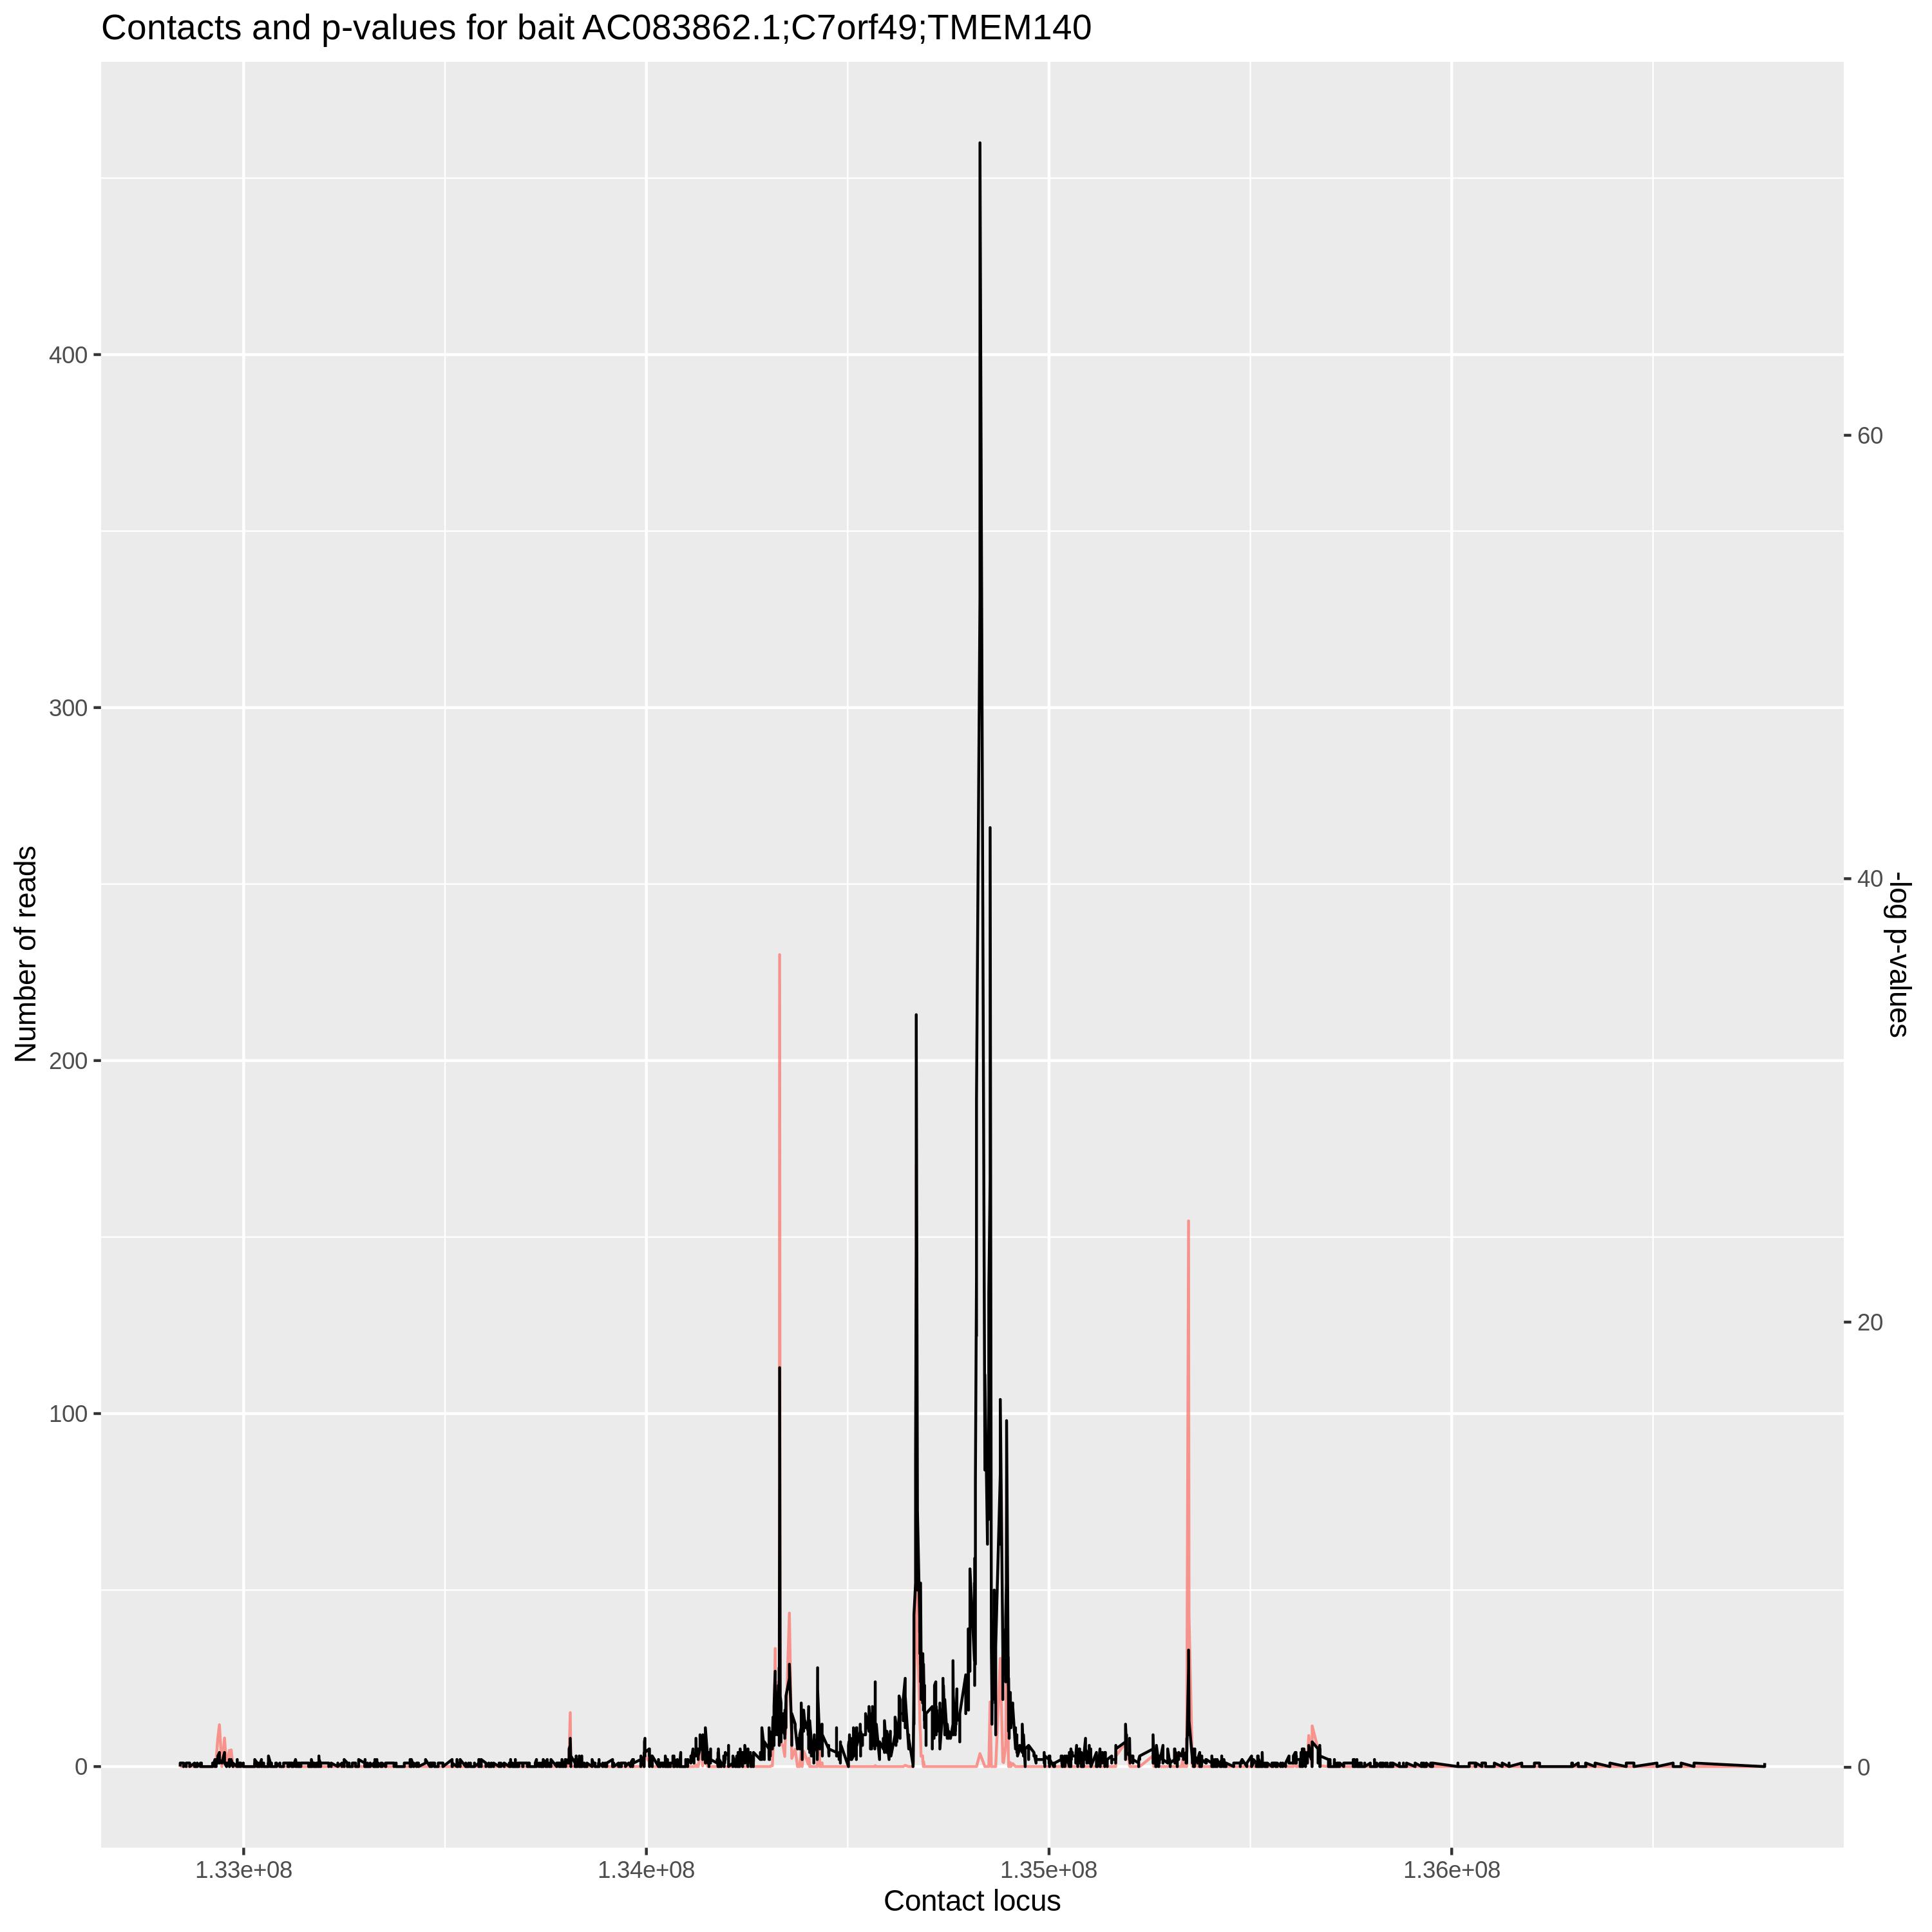 Contacts and p-values for bait AC083862.1;C7orf49;TMEM140
Number of reads
400
300
200
100
0
60
40
20
0
-log p-values
1.33e+08
1.34e+08
1.35e+08
1.36e+08
Contact locus